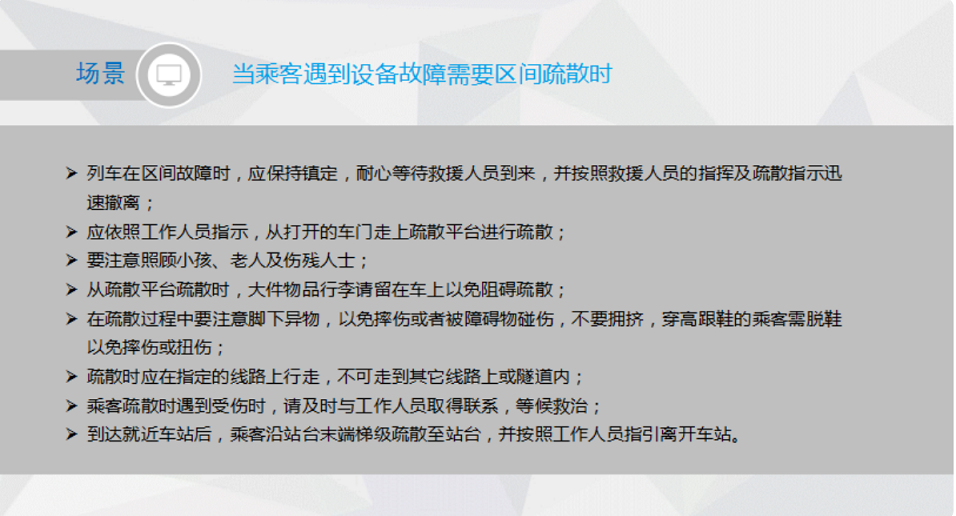 场景
当乘客遇到设备故障需要区间疏散时
➢ 列车在区间故障时，应保持镇定，耐心等待救援人员到来，并按照救援人员的指挥及疏散指示迅
速撤离；
➢ 应依照工作人员指示，从打开的车门走上疏散平台进行疏散；
➢ 要注意照顾小孩、老人及伤残人士；
➢ 从疏散平台疏散时，大件物品行李请留在车上以免阻碍疏散；
➢ 在疏散过程中要注意脚下异物，以免摔伤或者被障碍物碰伤，不要拥挤，穿高跟鞋的乘客需脱鞋
以免摔伤或扭伤；
➢ 疏散时应在指定的线路上行走，不可走到其它线路上或隧道内；
➢ 乘客疏散时遇到受伤时，请及时与工作人员取得联系，等候救治；
➢ 到达就近车站后，乘客沿站台末端梯级疏散至站台，并按照工作人员指引离开车站。